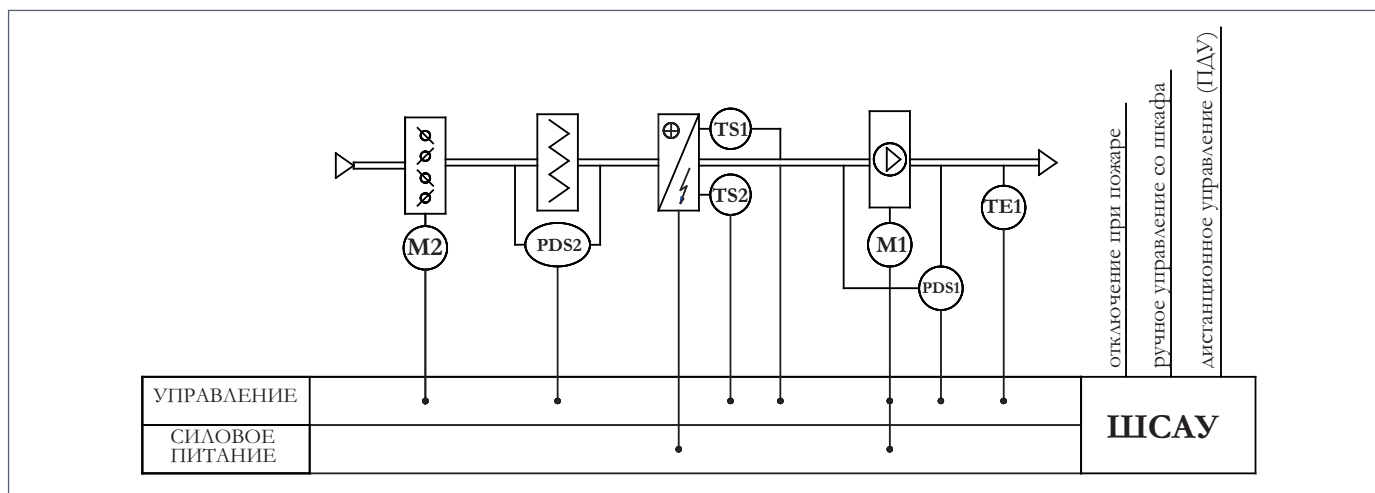 отключение при пожаре
ручное управление со шкафа
дистанционное управление (ПДУ)
TS1
TS2
TE1
M2
PDS2
M1
PDS1
УПРАВЛЕНИЕ
СИЛОВОЕ
ПИТАНИЕ
ШСАУ